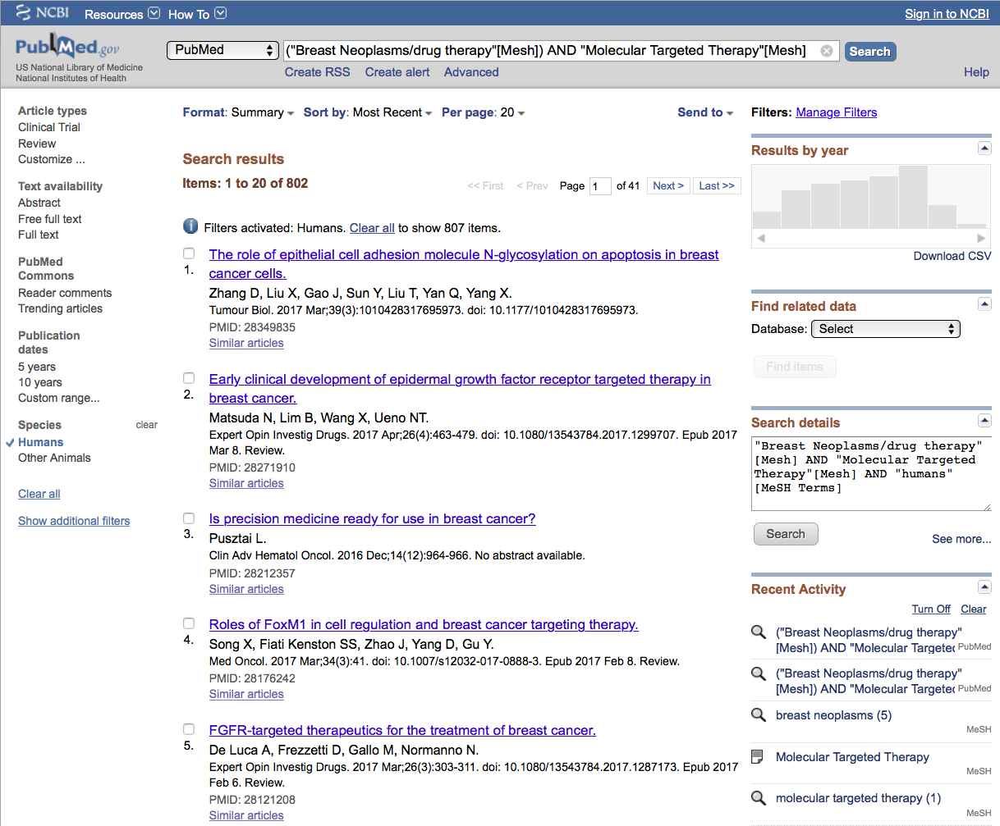 NCBI Resources How To Sign in to NCBI
PubMed.gov
US National Library of Medicine
National Institutes of Health
PubMed
("Breast Neoplasms/drug therapy"[Mesh]) AND "Molecular Targeted Therapy"[Mesh]
Search
Create RSS Create alert Advanced
Help
Article types
Clinical Trial
Review
Customize ...
Text availability
Abstract
Free full text
Full text
PubMed
Commons
Reader comments
Trending articles
Publication
dates
5 years
10 years
Custom range...
Species clear
Humans
Other Animals
Clear all
Show additional filters
Format: Summary Sort by: Most Recent Per page: 20 Send to
Search results
Items: 1 to 20 of 802
<< First < Prev Page 1 of 41 Next > Last >>
Filters activated: Humans. Clear all to show 807 items.
1. The role of epithelial cell adhesion molecule N-glycosylation on apoptosis in breast
cancer cells.
Zhang D, Liu X, Gao J, Sun Y, Liu T, Yan Q, Yang X.
Tumour Biol. 2017 Mar;39(3):1010428317695973. doi: 10.1177/1010428317695973.
PMID: 28349835
Similar articles
2. Early clinical development of epidermal growth factor receptor targeted therapy in
breast cancer.
Matsuda N, Lim B, Wang X, Ueno NT.
Expert Opin Investig Drugs. 2017 Apr;26(4):463-479. doi: 10.1080/13543784.2017.1299707. Epub 2017
Mar 8. Review.
PMID: 28271910
Similar articles
3. Is precision medicine ready for use in breast cancer?
Pusztai L.
Clin Adv Hematol Oncol. 2016 Dec;14(12):964-966. No abstract available.
PMID: 28212357
Similar articles
4. Roles of FoxM1 in cell regulation and breast cancer targeting therapy.
Song X, Fiati Kenston SS, Zhao J, Yang D, Gu Y.
Med Oncol. 2017 Mar;34(3):41. doi: 10.1007/s12032-017-0888-3. Epub 2017 Feb 8. Review.
PMID: 28176242
Similar articles
5. FGFR-targeted therapeutics for the treatment of breast cancer.
De Luca A, Frezzetti D, Gallo M, Normanno N.
Expert Opin Investig Drugs. 2017 Mar;26(3):303-311. doi: 10.1080/13543784.2017.1287173. Epub 2017
Feb 6. Review.
PMID: 28121208
Similar articles
Filters: Manage Filters
Results by year
Download CSV
Find related data
Database: Select
Find items
Search details
"Breast Neoplasms/drug therapy"
[Mesh] AND "Molecular Targeted
Therapy"[Mesh] AND "humans"
[MeSH Terms]
Search
See more...
Recent Activity
Turn Off Clear
("Breast Neoplasms/drug therapy"
[Mesh]) AND "Molecular Targetec PubMed
("Breast Neoplasms/drug therapy"
[Mesh]) AND "Molecular Targetec PubMed
breast neoplasms (5)
MeSH
Molecular Targeted Therapy
MeSH
molecular targeted therapy (1)
MeSH